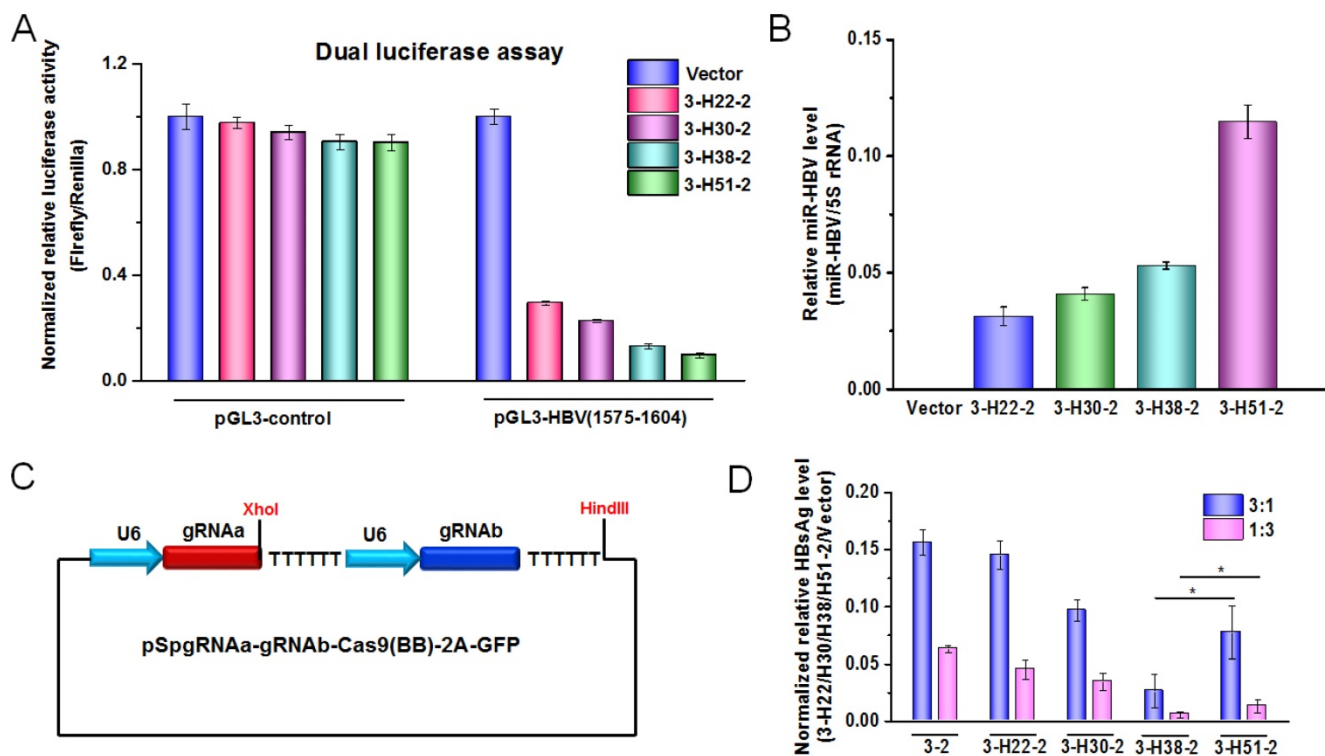 A
Dual luciferase assay
Normalized relative luciferase activity
(FIrefly/Renilla)
1.2
0.8
0.4
0.0
Vector
3-H22-2
3-H30-2
3-H38-2
3-H51-2
pGL3-control
pGL3-HBV(1575-1604)
B
Relative miR-HBV level
(miR-HBV/5S rRNA)
0.15
0.10
0.05
0.00
Vector 3-H22-2 3-H30-2 3-H38-2 3-H51-2
C
XhoI
HindIII
U6 gRNAa TTTTTT U6 gRNAb TTTTTT
pSpgRNAa-gRNAb-Cas9(BB)-2A-GFP
D
Normalized relative HBsAg level
(3-H22/H30/H38/H51-2/Vector)
0.20
0.15
0.10
0.05
0.00
3:1
1:3
*
*
3-2 3-H22-2 3-H30-2 3-H38-2 3-H51-2